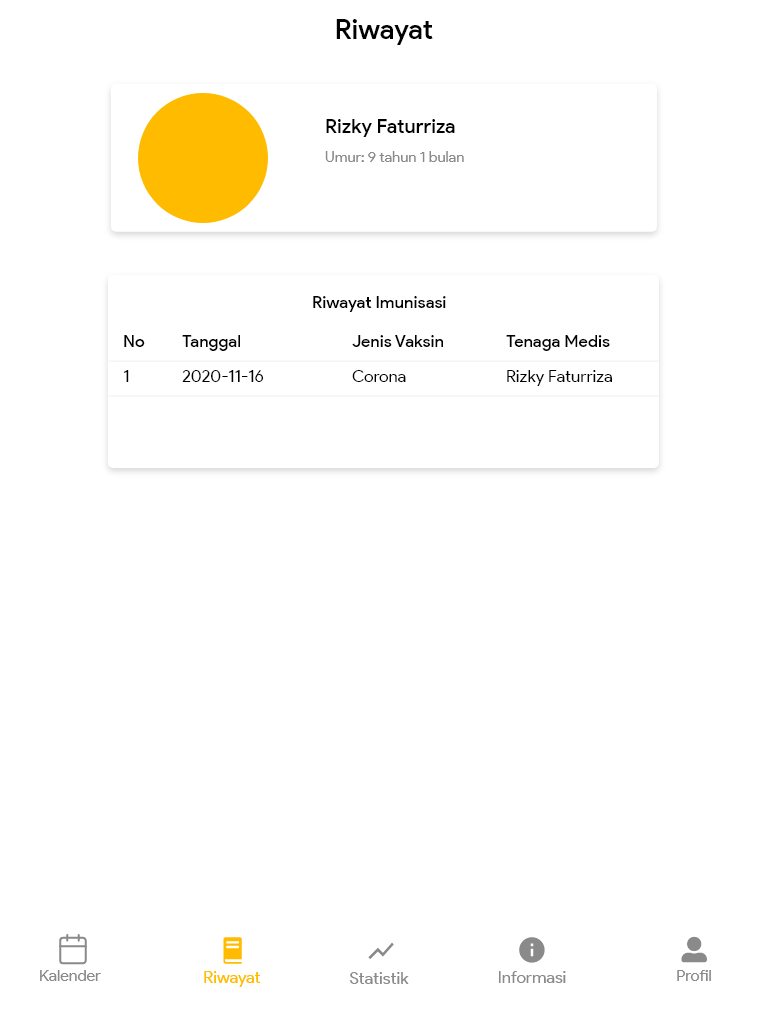 Riwayat
Rizky Faturriza
Umur: 9 tahun 1 bulan
Riwayat Imunisasi
No Tanggal Jenis Vaksin Tenaga Medis
1 2020-11-16 Corona Rizky Faturriza
Kalender Riwayat Statistik Informasi Profil